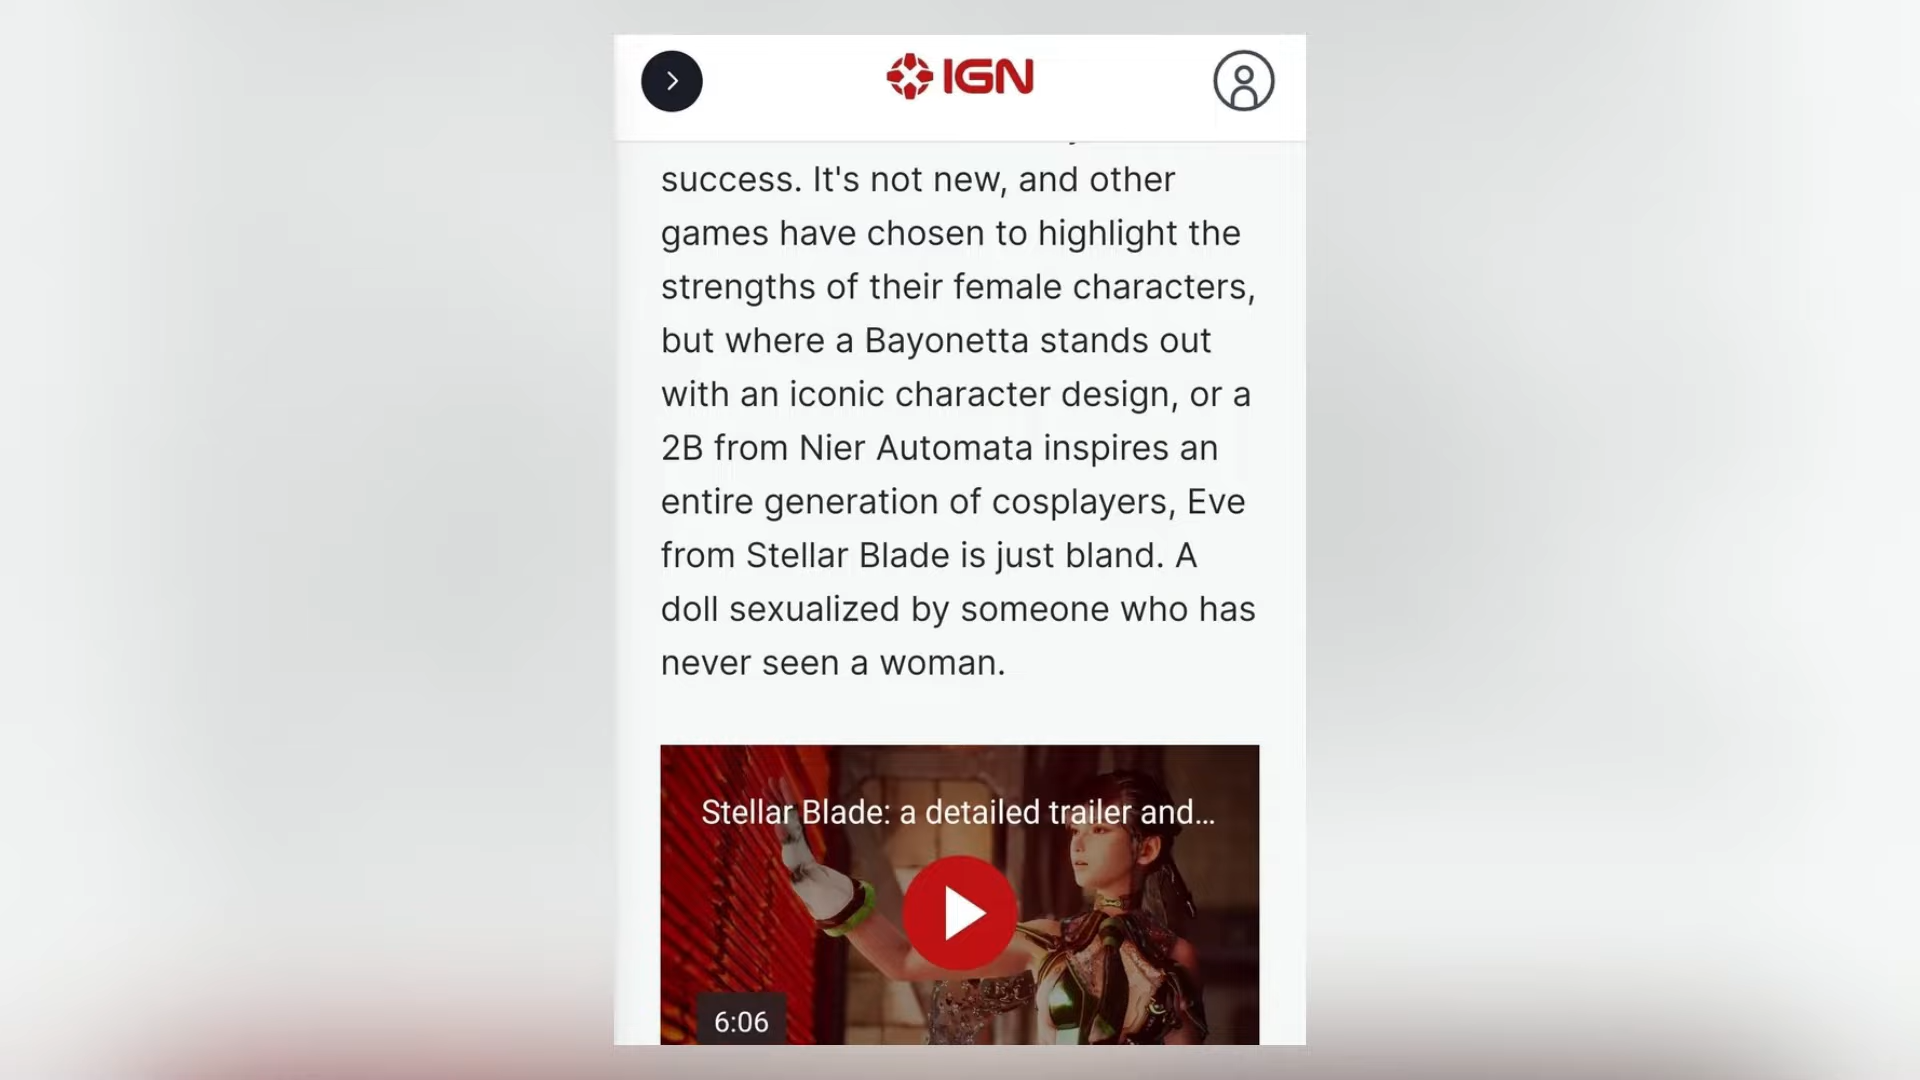 IGN
success. It's not new, and other
games have chosen to highlight the
strengths of their female characters,
but where a Bayonetta stands out
with an iconic character design, or a
2B from Nier Automata inspires an
entire generation of cosplayers, Eve
from Stellar Blade is just bland. A
doll sexualized by someone who has
never seen a woman.
Stellar Blade: a detailed trailer and...
6:06